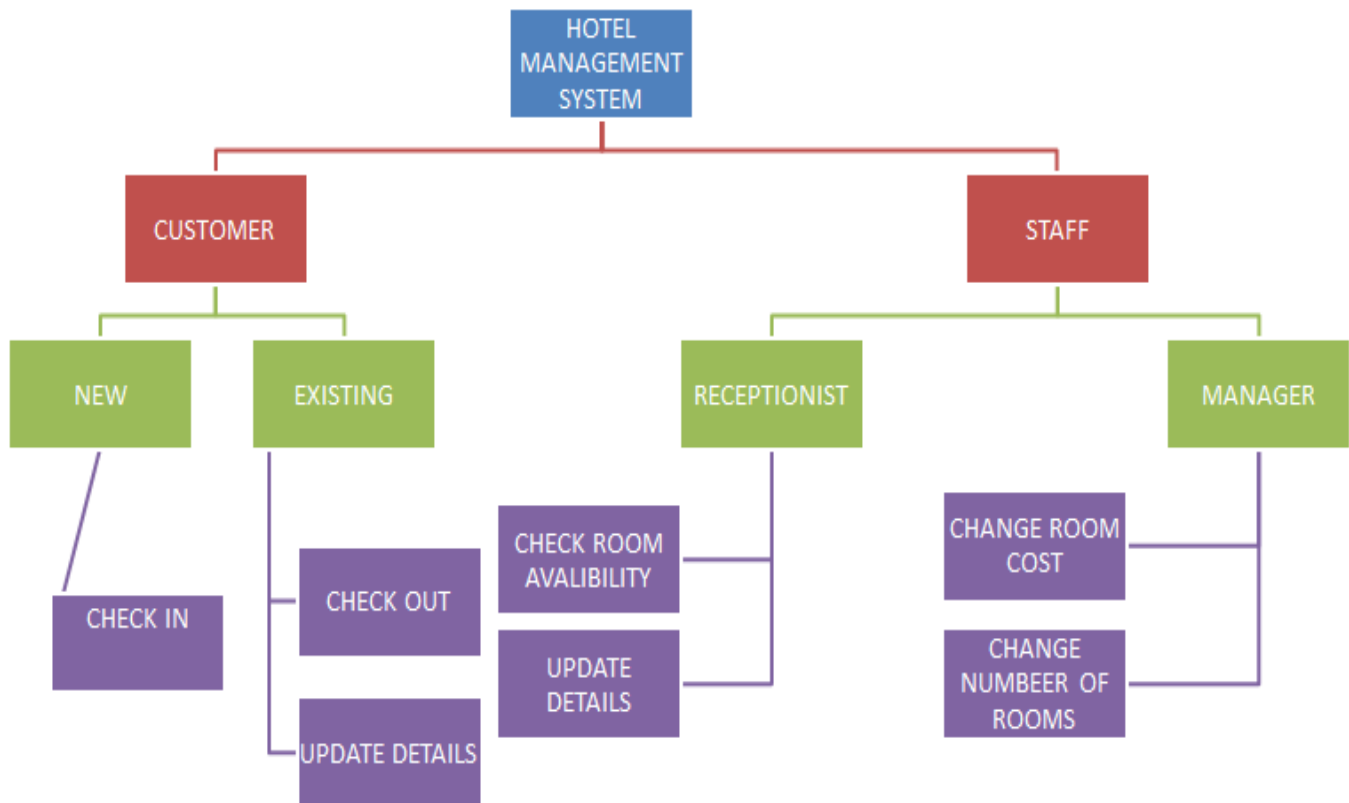 HOTEL
MANAGEMENT
SYSTEM
CUSTOMER
STAFF
NEW
EXISTING
RECEPTIONIST
MANAGER
CHECK IN
CHECK OUT
UPDATE DETAILS
CHECK ROOM
AVALIBILITY
UPDATE
DETAILS
CHANGE ROOM
COST
CHANGE
NUMBEER OF
ROOMS